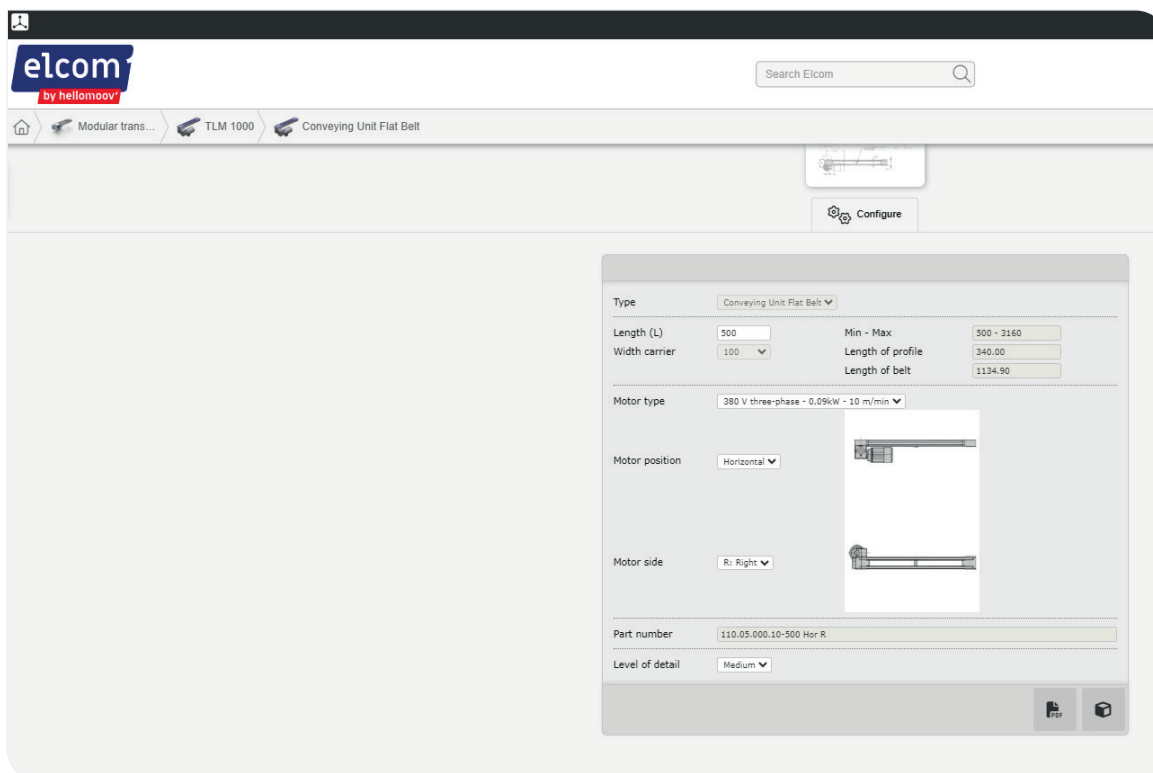 elcom
by hellomoov'
Search Elcom
Modular trans... TLM 1000 Conveying Unit Flat Belt
Configure
Type Conveying Unit Flat Belt
Length (L) 500 Min - Max 500 - 3160
Width carrier 100 Length of profile 340.00
Length of belt 1134.90
Motor type 380 V three-phase - 0,09kW - 10 m/min
Motor position Horizontal
Motor side R: Right
Part number 110.05.000.10-500 Hor R
Level of detail Medium
PDF